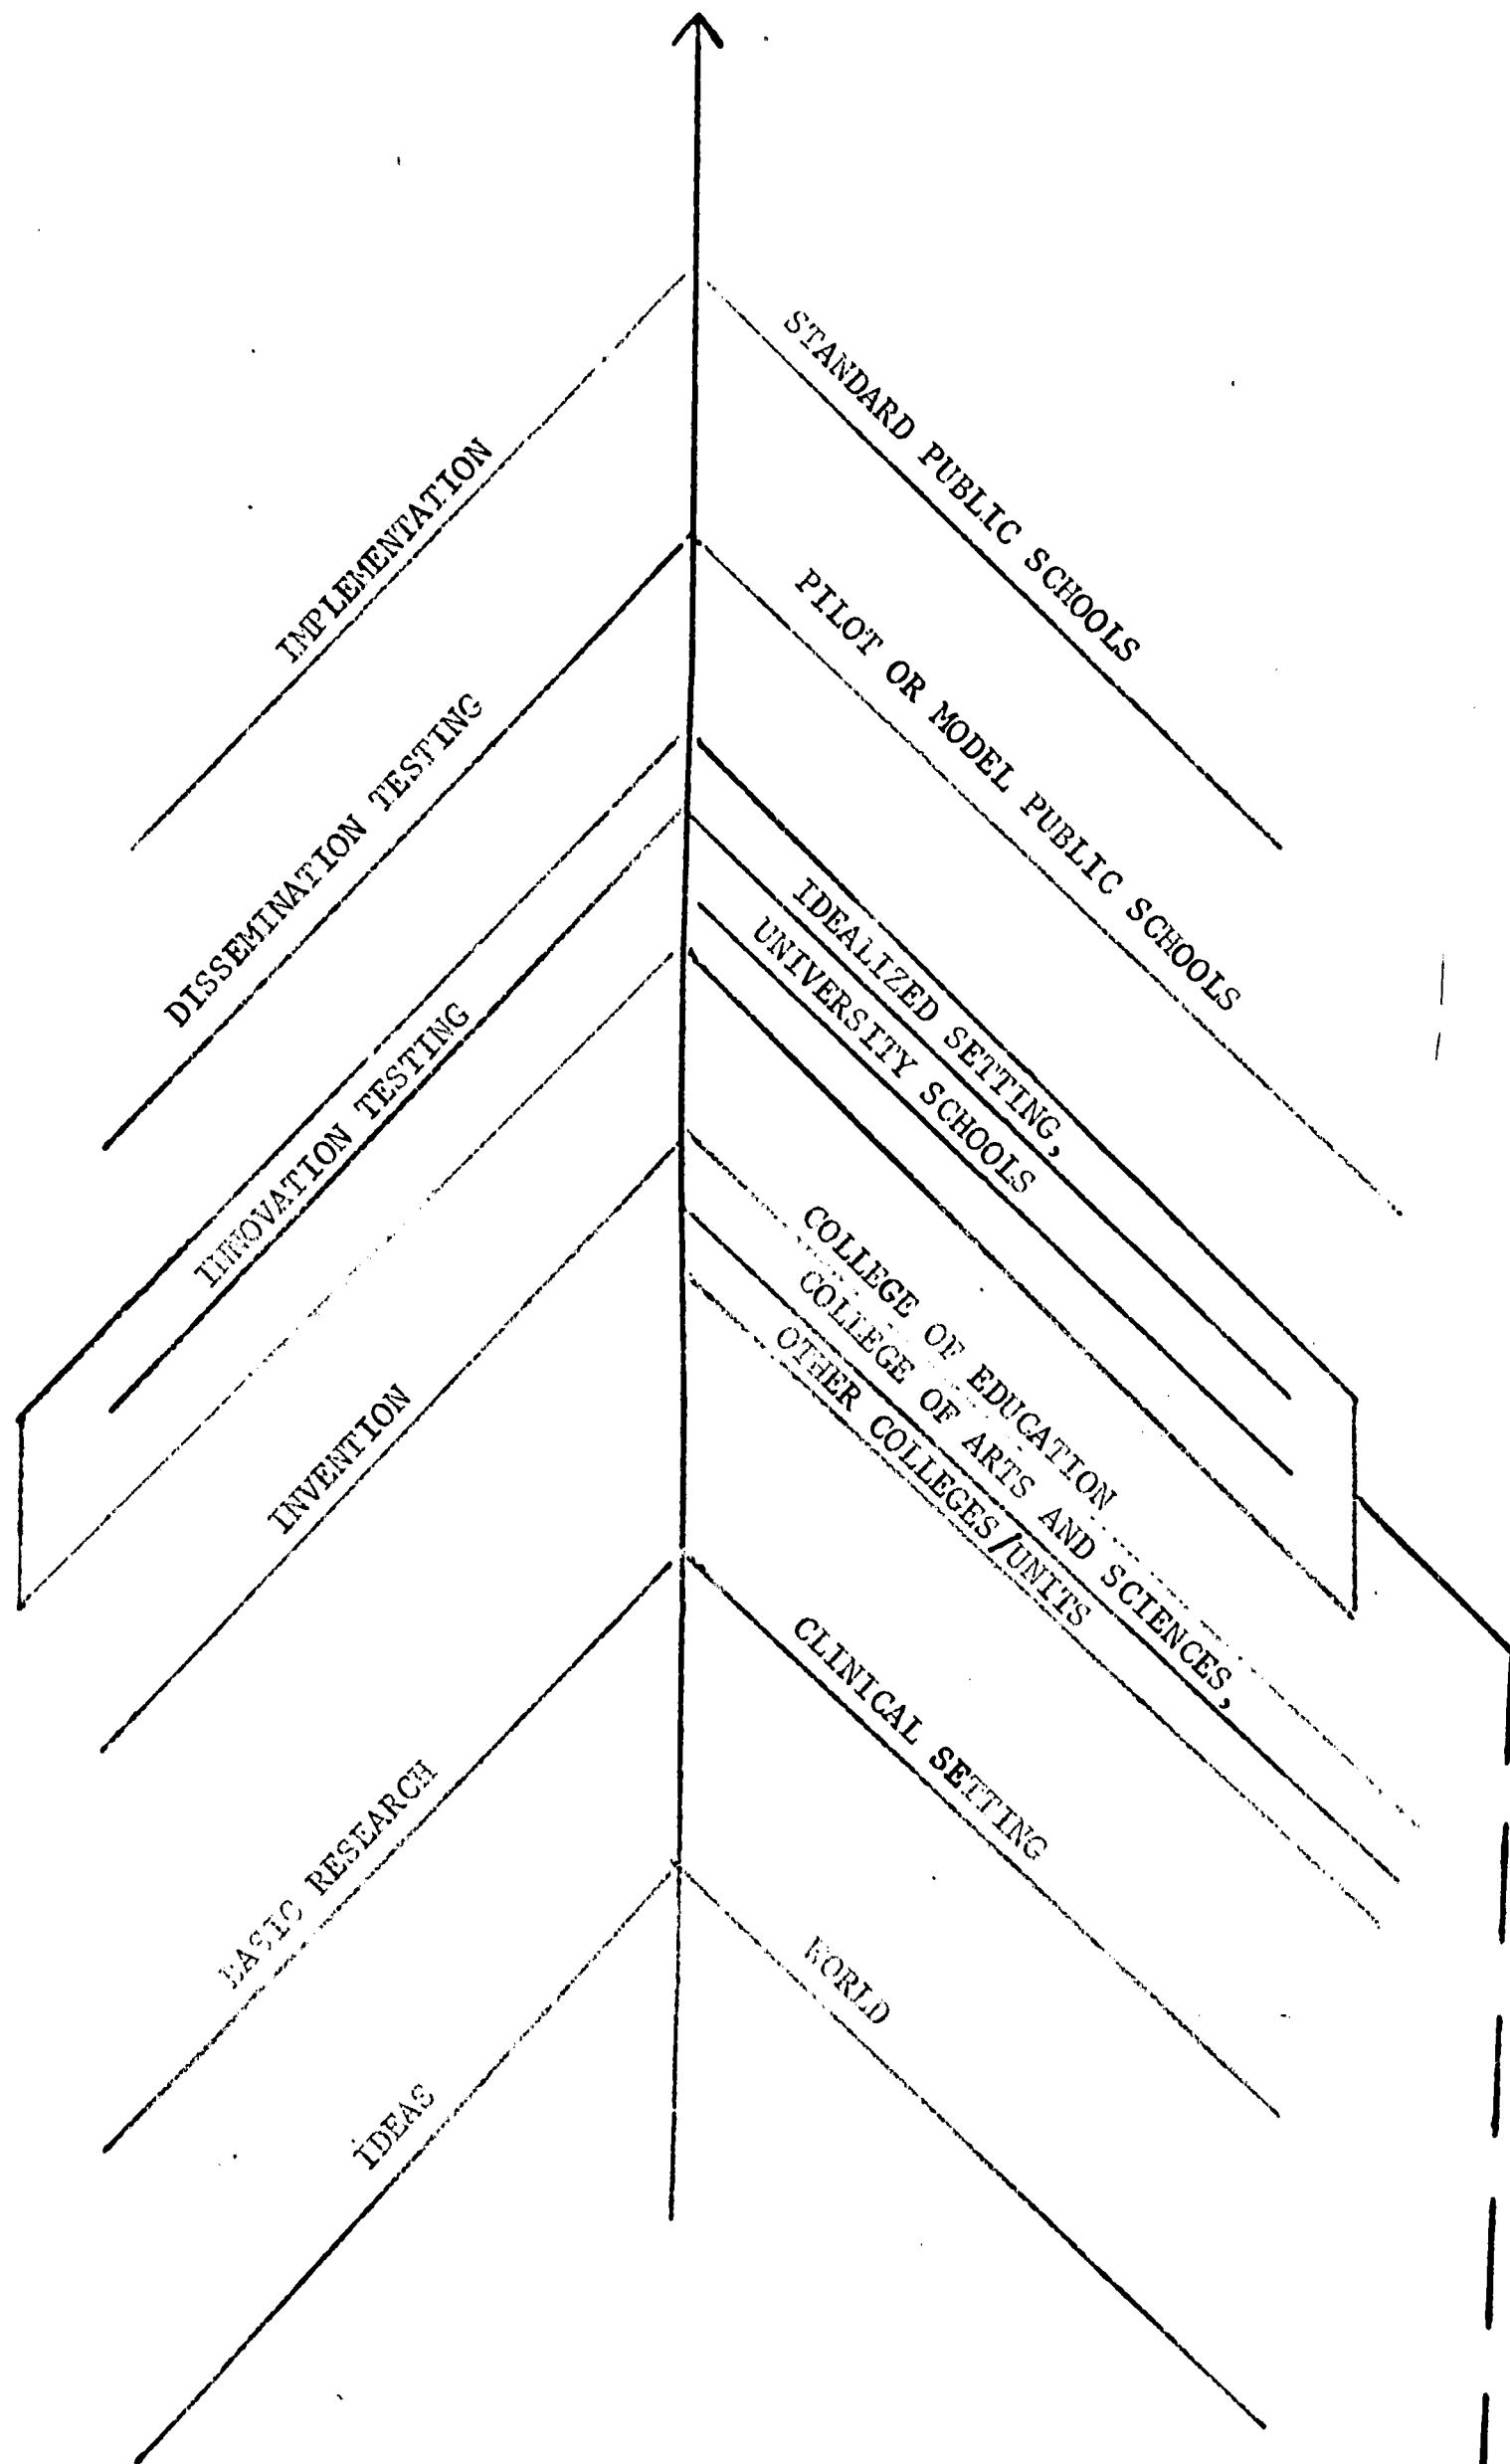 IMPLEMENTATION
STANDARD PUBLIC SCHOOLS
DISSEMINATION TESTING
PILOT OR MODEL PUBLIC SCHOOLS
INNOVATION TESTING
IDEALIZED SETTING,
UNIVERSITY SCHOOLS
INVENTION
COLLEGE OF EDUCATION
COLLEGE OF ARTS AND SCIENCES,
OTHER COLLEGES/UNITS
BASIC RESEARCH
CLINICAL SETTING
IDEAS
WORLD